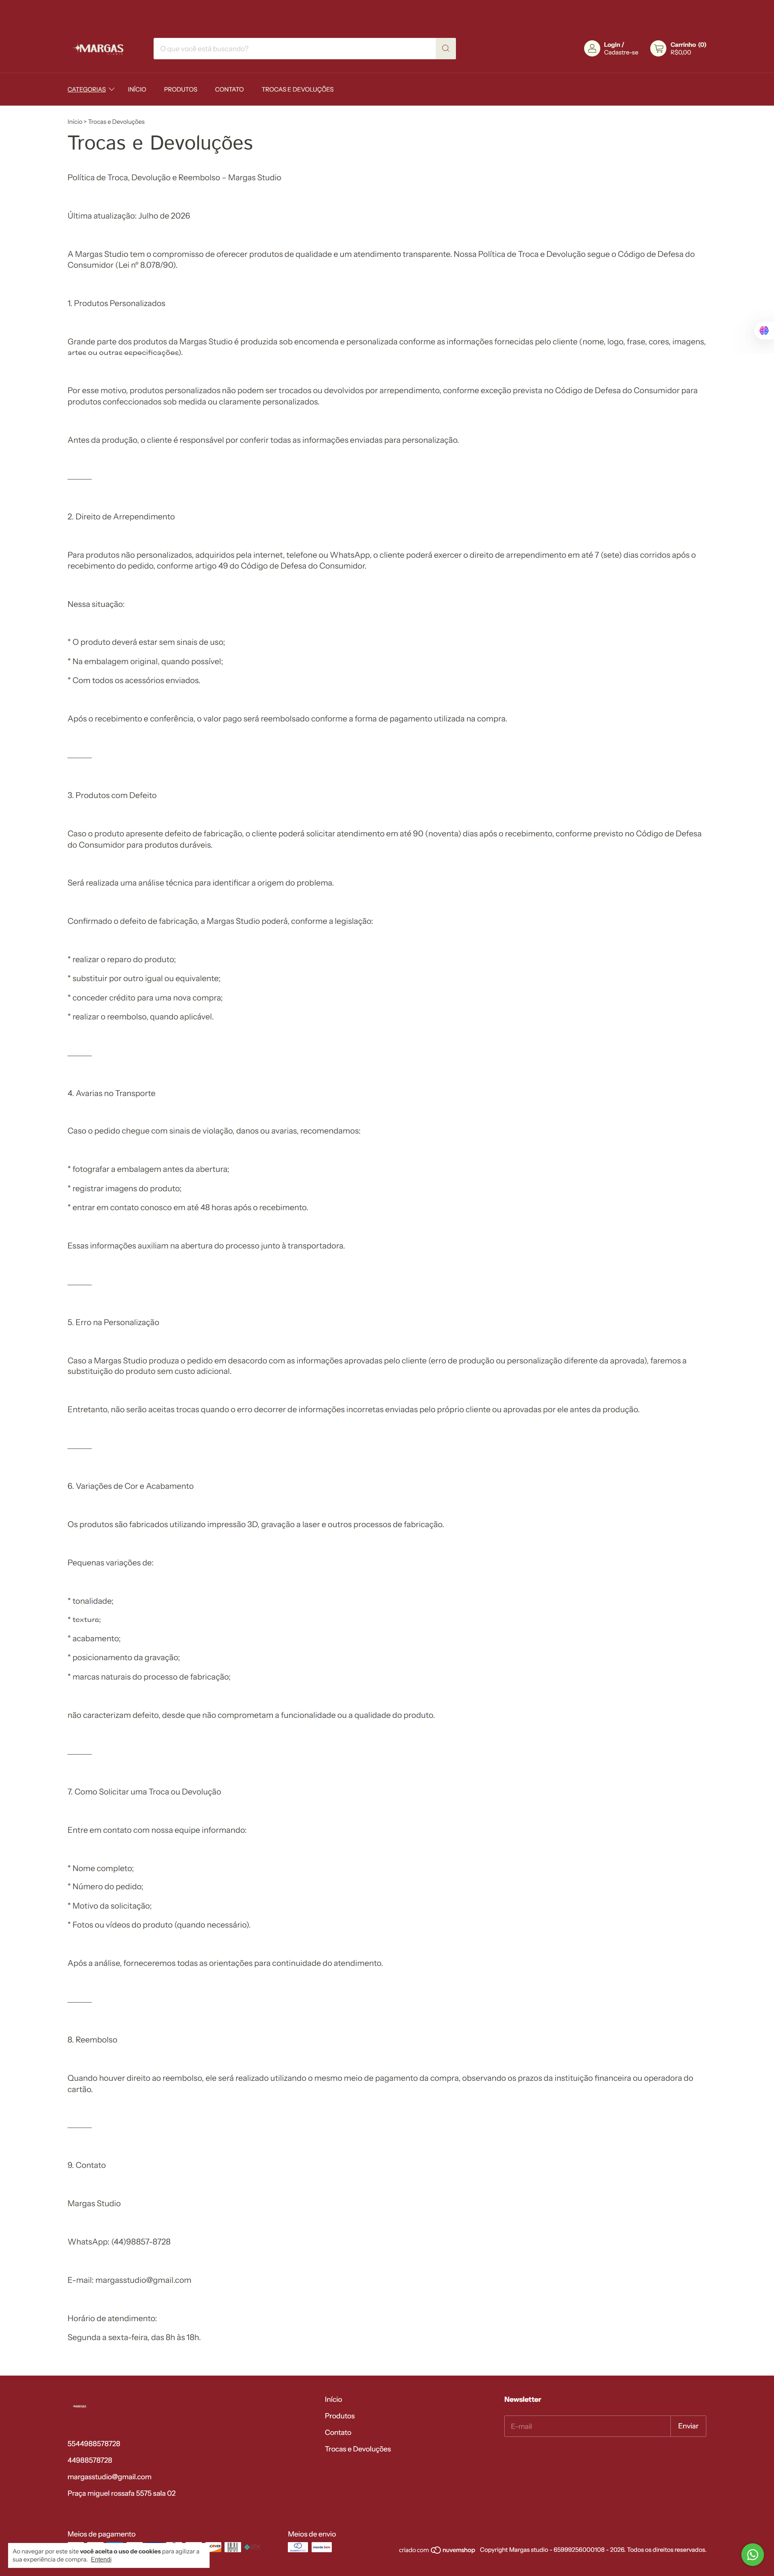 MARGAS
O que você está buscando?
Login /
Cadastre-se
Carrinho (0)
R$0,00
CATEGORIAS
INÍCIO
PRODUTOS
CONTATO
TROCAS E DEVOLUÇÕES
Início > Trocas e Devoluções
Trocas e Devoluções
Política de Troca, Devolução e Reembolso – Margas Studio
Última atualização: Julho de 2026
A Margas Studio tem o compromisso de oferecer produtos de qualidade e um atendimento transparente. Nossa Política de Troca e Devolução segue o Código de Defesa do
Consumidor (Lei nº 8.078/90).
1. Produtos Personalizados
Grande parte dos produtos da Margas Studio é produzida sob encomenda e personalizada conforme as informações fornecidas pelo cliente (nome, logo, frase, cores, imagens,
artes ou outras especificações).
Por esse motivo, produtos personalizados não podem ser trocados ou devolvidos por arrependimento, conforme exceção prevista no Código de Defesa do Consumidor para
produtos confeccionados sob medida ou claramente personalizados.
Antes da produção, o cliente é responsável por conferir todas as informações enviadas para personalização.
⸻
2. Direito de Arrependimento
Para produtos não personalizados, adquiridos pela internet, telefone ou WhatsApp, o cliente poderá exercer o direito de arrependimento em até 7 (sete) dias corridos após o
recebimento do pedido, conforme artigo 49 do Código de Defesa do Consumidor.
Nessa situação:
* O produto deverá estar sem sinais de uso;
* Na embalagem original, quando possível;
* Com todos os acessórios enviados.
Após o recebimento e conferência, o valor pago será reembolsado conforme a forma de pagamento utilizada na compra.
⸻
3. Produtos com Defeito
Caso o produto apresente defeito de fabricação, o cliente poderá solicitar atendimento em até 90 (noventa) dias após o recebimento, conforme previsto no Código de Defesa
do Consumidor para produtos duráveis.
Será realizada uma análise técnica para identificar a origem do problema.
Confirmado o defeito de fabricação, a Margas Studio poderá, conforme a legislação:
* realizar o reparo do produto;
* substituir por outro igual ou equivalente;
* conceder crédito para uma nova compra;
* realizar o reembolso, quando aplicável.
⸻
4. Avarias no Transporte
Caso o pedido chegue com sinais de violação, danos ou avarias, recomendamos:
* fotografar a embalagem antes da abertura;
* registrar imagens do produto;
* entrar em contato conosco em até 48 horas após o recebimento.
Essas informações auxiliam na abertura do processo junto à transportadora.
⸻
5. Erro na Personalização
Caso a Margas Studio produza o pedido em desacordo com as informações aprovadas pelo cliente (erro de produção ou personalização diferente da aprovada), faremos a
substituição do produto sem custo adicional.
Entretanto, não serão aceitas trocas quando o erro decorrer de informações incorretas enviadas pelo próprio cliente ou aprovadas por ele antes da produção.
⸻
6. Variações de Cor e Acabamento
Os produtos são fabricados utilizando impressão 3D, gravação a laser e outros processos de fabricação.
Pequenas variações de:
* tonalidade;
* textura;
* acabamento;
* posicionamento da gravação;
* marcas naturais do processo de fabricação;
não caracterizam defeito, desde que não comprometam a funcionalidade ou a qualidade do produto.
⸻
7. Como Solicitar uma Troca ou Devolução
Entre em contato com nossa equipe informando:
* Nome completo;
* Número do pedido;
* Motivo da solicitação;
* Fotos ou vídeos do produto (quando necessário).
Após a análise, forneceremos todas as orientações para continuidade do atendimento.
⸻
8. Reembolso
Quando houver direito ao reembolso, ele será realizado utilizando o mesmo meio de pagamento da compra, observando os prazos da instituição financeira ou operadora do
cartão.
⸻
9. Contato
Margas Studio
WhatsApp: (44)98857-8728
E-mail: margasstudio@gmail.com
Horário de atendimento:
Segunda a sexta-feira, das 8h às 18h.
MARGAS
5544988578728
44988578728
margasstudio@gmail.com
Praça miguel rossafa 5575 sala 02
Início
Produtos
Contato
Trocas e Devoluções
Newsletter
E-mail
Enviar
Meios de pagamento
Meios de envio
criado com nuvemshop
Copyright Margas studio - 65999256000108 - 2026. Todos os direitos reservados.
Ao navegar por este site você aceita o uso de cookies para agilizar a
sua experiência de compra. Entendi